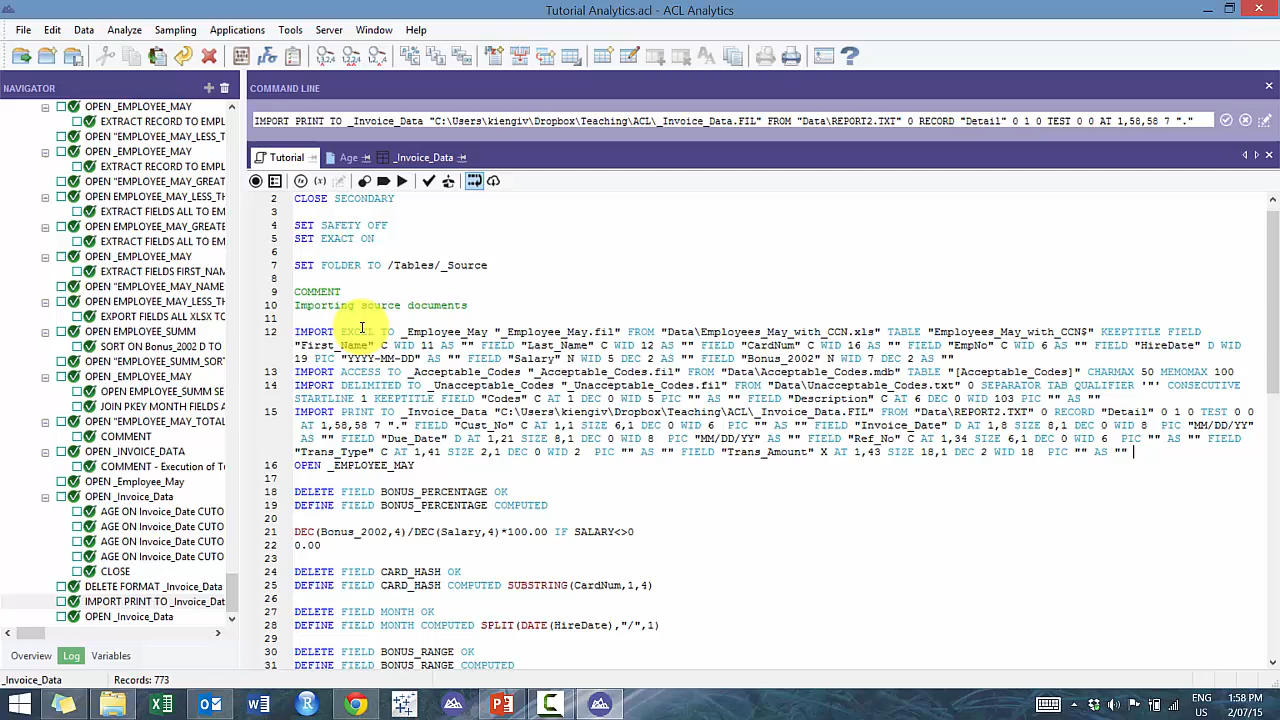 Tutorial Analytics.acl - ACL Analytics
File Edit Data Analyze Sampling Applications Tools Server Window Help
NAVIGATOR
OPEN _EMPLOYEE_MAY
EXTRACT RECORD TO EMPL
OPEN "EMPLOYEE_MAY_LESS_T
OPEN _EMPLOYEE_MAY
EXTRACT RECORD TO EMPL
OPEN "EMPLOYEE_MAY_GREAT
OPEN EMPLOYEE_MAY_LESS_TH
EXTRACT FIELDS ALL TO EM
OPEN _EMPLOYEE_MAY_GREATE
EXTRACT FIELDS ALL TO EM
OPEN _EMPLOYEE_MAY
EXTRACT FIELDS FIRST_NAM
OPEN "EMPLOYEE_MAY_NAME
OPEN EMPLOYEE_MAY_LESS_TH
EXPORT FIELDS ALL XLSX TC
OPEN EMPLOYEE_SUMM
SORT ON Bonus_2002 D TO
OPEN "EMPLOYEE_SUMM_SORT
OPEN _EMPLOYEE_MAY
OPEN EMPLOYEE_SUMM SE
JOIN PKEY MONTH FIELDS A
OPEN "EMPLOYEE_MAY_TOTAL
COMMENT
OPEN _INVOICE_DATA
COMMENT - Execution of T
OPEN _Employee_May
OPEN _Invoice_Data
AGE ON Invoice_Date CUTO
AGE ON Invoice_Date CUTO
AGE ON Invoice_Date CUTO
AGE ON Invoice_Date CUTO
CLOSE
DELETE FORMAT _Invoice_Data
IMPORT PRINT TO _Invoice_Dat
OPEN _Invoice_Data
Overview Log Variables
COMMAND LINE
IMPORT PRINT TO _Invoice_Data "C:\Users\kiengiv\Dropbox\Teaching\ACL\_Invoice_Data.FIL" FROM "Data\REPORT2.TXT" 0 RECORD "Detail" 0 1 0 TEST 0 0 AT 1,58,58 7 "."
Tutorial Age _Invoice_Data
2 CLOSE SECONDARY
3
4 SET SAFETY OFF
5 SET EXACT ON
6
7 SET FOLDER TO /Tables/_Source
8
9 COMMENT
10 Importing source documents
11
12 IMPORT EXCEL TO _Employee_May "_Employee_May.fil" FROM "Data\Employees_May_with_CCN.xls" TABLE "Employees_May_with_CCN$" KEEPTITLE FIELD
"First_Name" C WID 11 AS "" FIELD "Last_Name" C WID 12 AS "" FIELD "CardNum" C WID 16 AS "" FIELD "EmpNo" C WID 6 AS "" FIELD "HireDate" D WID
19 PIC "YYYY-MM-DD" AS "" FIELD "Salary" N WID 5 DEC 2 AS "" FIELD "Bonus_2002" N WID 7 DEC 2 AS ""
13 IMPORT ACCESS TO _Acceptable_Codes "_Acceptable_Codes.fil" FROM "Data\Acceptable_Codes.mdb" TABLE "[Acceptable_Codes]" CHARMAX 50 MEMOMAX 100
14 IMPORT DELIMITED TO _Unacceptable_Codes "_Unacceptable_Codes.fil" FROM "Data\Unacceptable_Codes.txt" 0 SEPARATOR TAB QUALIFIER '"' CONSECUTIVE
STARTLINE 1 KEEPTITLE FIELD "Codes" C AT 1 DEC 0 WID 5 PIC "" AS "" FIELD "Description" C AT 6 DEC 0 WID 103 PIC "" AS ""
15 IMPORT PRINT TO _Invoice_Data "C:\Users\kiengiv\Dropbox\Teaching\ACL\_Invoice_Data.FIL" FROM "Data\REPORT2.TXT" 0 RECORD "Detail" 0 1 0 TEST 0 0
AT 1,58,58 7 "." FIELD "Cust_No" C AT 1,1 SIZE 6,1 DEC 0 WID 6 PIC "" AS "" FIELD "Invoice_Date" D AT 1,8 SIZE 8,1 DEC 0 WID 8 PIC "MM/DD/YY"
AS "" FIELD "Due_Date" D AT 1,21 SIZE 8,1 DEC 0 WID 8 PIC "MM/DD/YY" AS "" FIELD "Ref_No" C AT 1,34 SIZE 6,1 DEC 0 WID 6 PIC "" AS "" FIELD
"Trans_Type" C AT 1,41 SIZE 2,1 DEC 0 WID 2 PIC "" AS "" FIELD "Trans_Amount" X AT 1,43 SIZE 18,1 DEC 2 WID 18 PIC "" AS ""
16 OPEN _EMPLOYEE_MAY
17
18 DELETE FIELD BONUS_PERCENTAGE OK
19 DEFINE FIELD BONUS_PERCENTAGE COMPUTED
20
21 DEC(Bonus_2002,4)/DEC(Salary,4)*100.00 IF SALARY<>0
22 0.00
23
24 DELETE FIELD CARD_HASH OK
25 DEFINE FIELD CARD_HASH COMPUTED SUBSTRING(CardNum,1,4)
26
27 DELETE FIELD MONTH OK
28 DEFINE FIELD MONTH COMPUTED SPLIT(DATE(HireDate),"/",1)
29
30 DELETE FIELD BONUS_RANGE OK
31 DEFINE FIELD BONUS_RANGE COMPUTED
_Invoice_Data Records: 773
ENG 1:58 PM
US 2/07/15